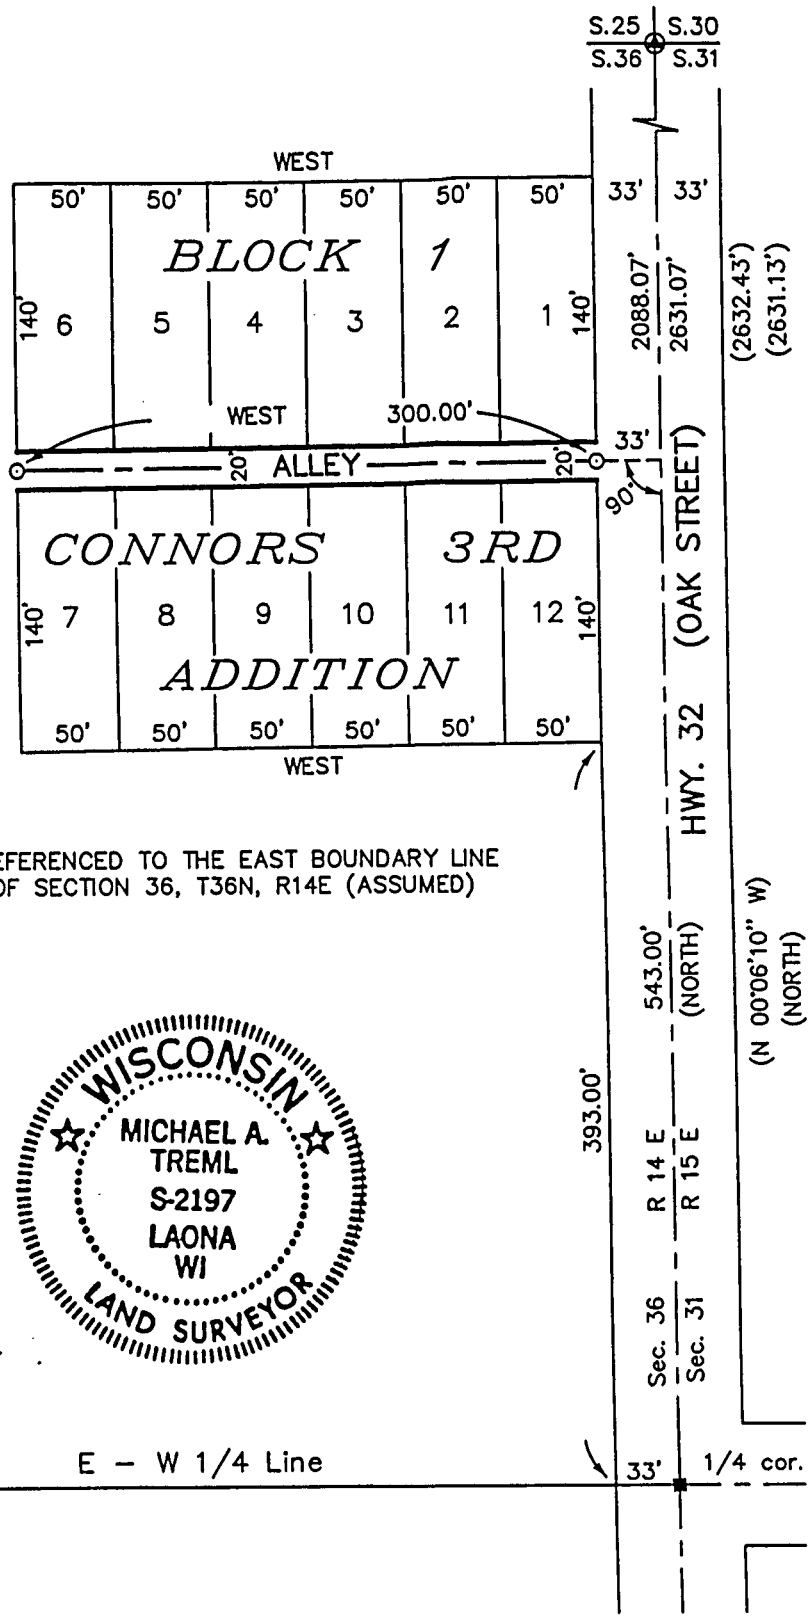 S.25 S.30
S.36 S.31
WEST
50' 50' 50' 50' 50' 50' 33' 33'
BLOCK 1
140' 6 5 4 3 2 1 140'
2088.07'
2631.07'
(2632.43')
(2631.13')
WEST 300.00'
33'
20' ALLEY 20'
90°
CONNORS 3RD
140' 7 8 9 10 11 12 140'
ADDITION
50' 50' 50' 50' 50' 50'
WEST
HWY. 32 (OAK STREET)
EFERENCED TO THE EAST BOUNDARY LINE
OF SECTION 36, T36N, R14E (ASSUMED)
543.00'
(NORTH)
(N 00°06'10" W)
(NORTH)
393.00'
R 14 E
R 15 E
WISCONSIN
MICHAEL A.
TREML
S-2197
LAONA
WI
LAND SURVEYOR
Sec. 36
Sec. 31
E - W 1/4 Line
33' 1/4 cor.